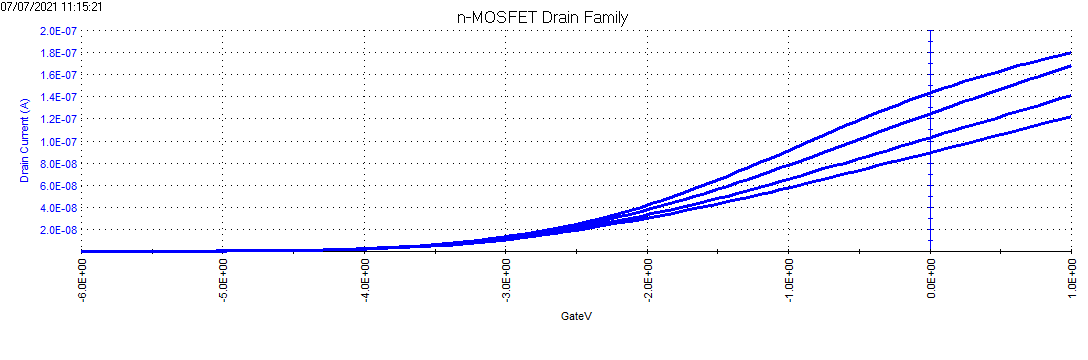 07/07/2021 11:15:21
n-MOSFET Drain Family
2.0E-07
1.8E-07
1.6E-07
1.4E-07
1.2E-07
1.0E-07
8.0E-08
6.0E-08
4.0E-08
2.0E-08
Drain Current (A)
-6.0E+00
-5.0E+00
-4.0E+00
-3.0E+00
-2.0E+00
-1.0E+00
0.0E+00
1.0E+00
GateV